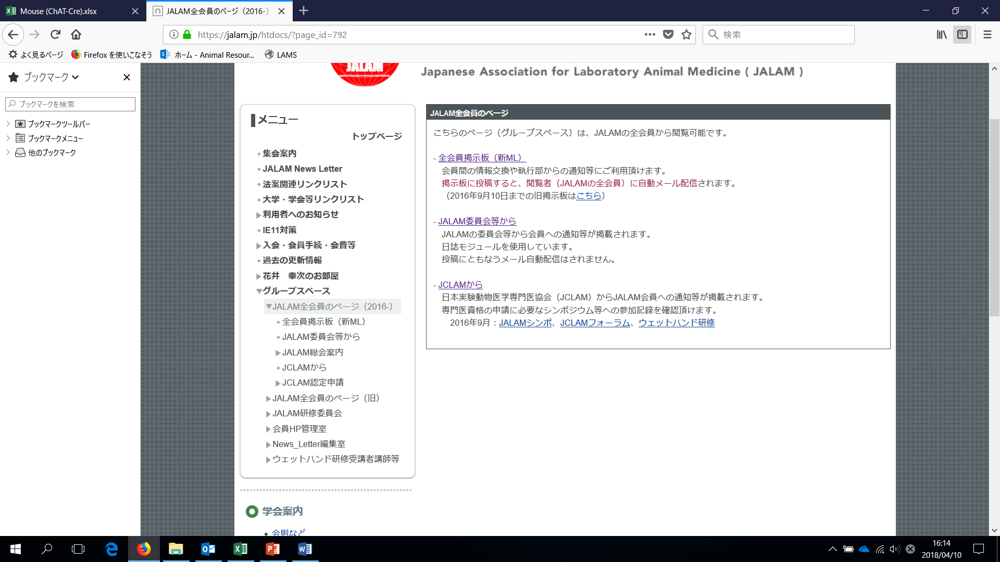 Mouse (ChAT-Cre).xlsx
JALAM全会員のページ（2016-）
https://jalam.jp/htdocs/?page_id=792
検索
よく見るページ
Firefox を使いこなそう
ホーム - Animal Resour...
LAMS
ブックマーク
ブックマークを検索
ブックマークツールバー
ブックマークメニュー
他のブックマーク
JALAM
Japanese Association for Laboratory Animal Medicine ( JALAM )
メニュー
トップページ
集会案内
JALAM News Letter
法案関連リンクリスト
大学・学会等リンクリスト
利用者へのお知らせ
IE11対策
入会・会員手続・会費等
過去の更新情報
花井　幸次のお部屋
グループスペース
JALAM全会員のページ（2016-）
全会員掲示板（新ML）
JALAM委員会等から
JALAM総会案内
JCLAMから
JCLAM認定申請
JALAM全会員のページ（旧）
JALAM研修委員会
会員HP管理室
News_Letter編集室
ウェットハンド研修受講者講師等
学会案内
会則など
JALAM全会員のページ
こちらのページ（グループスペース）は、JALAMの全会員から閲覧可能です。
- 全会員掲示板（新ML）
会員間の情報交換や執行部からの通知等にご利用頂けます。
掲示板に投稿すると、閲覧者（JALAMの全会員）に自動メール配信されます。
（2016年9月10日までの旧掲示板はこちら）
- JALAM委員会等から
JALAMの委員会等から会員への通知等が掲載されます。
日誌モジュールを使用しています。
投稿にともなうメール自動配信はされません。
- JCLAMから
日本実験動物医学専門医協会（JCLAM）からJALAM会員への通知等が掲載されます。
専門医資格の申請に必要なシンポジウム等への参加記録を確認頂けます。
2016年9月：JALAMシンポ、JCLAMフォーラム、ウェットハンド研修
16:14
2018/04/10